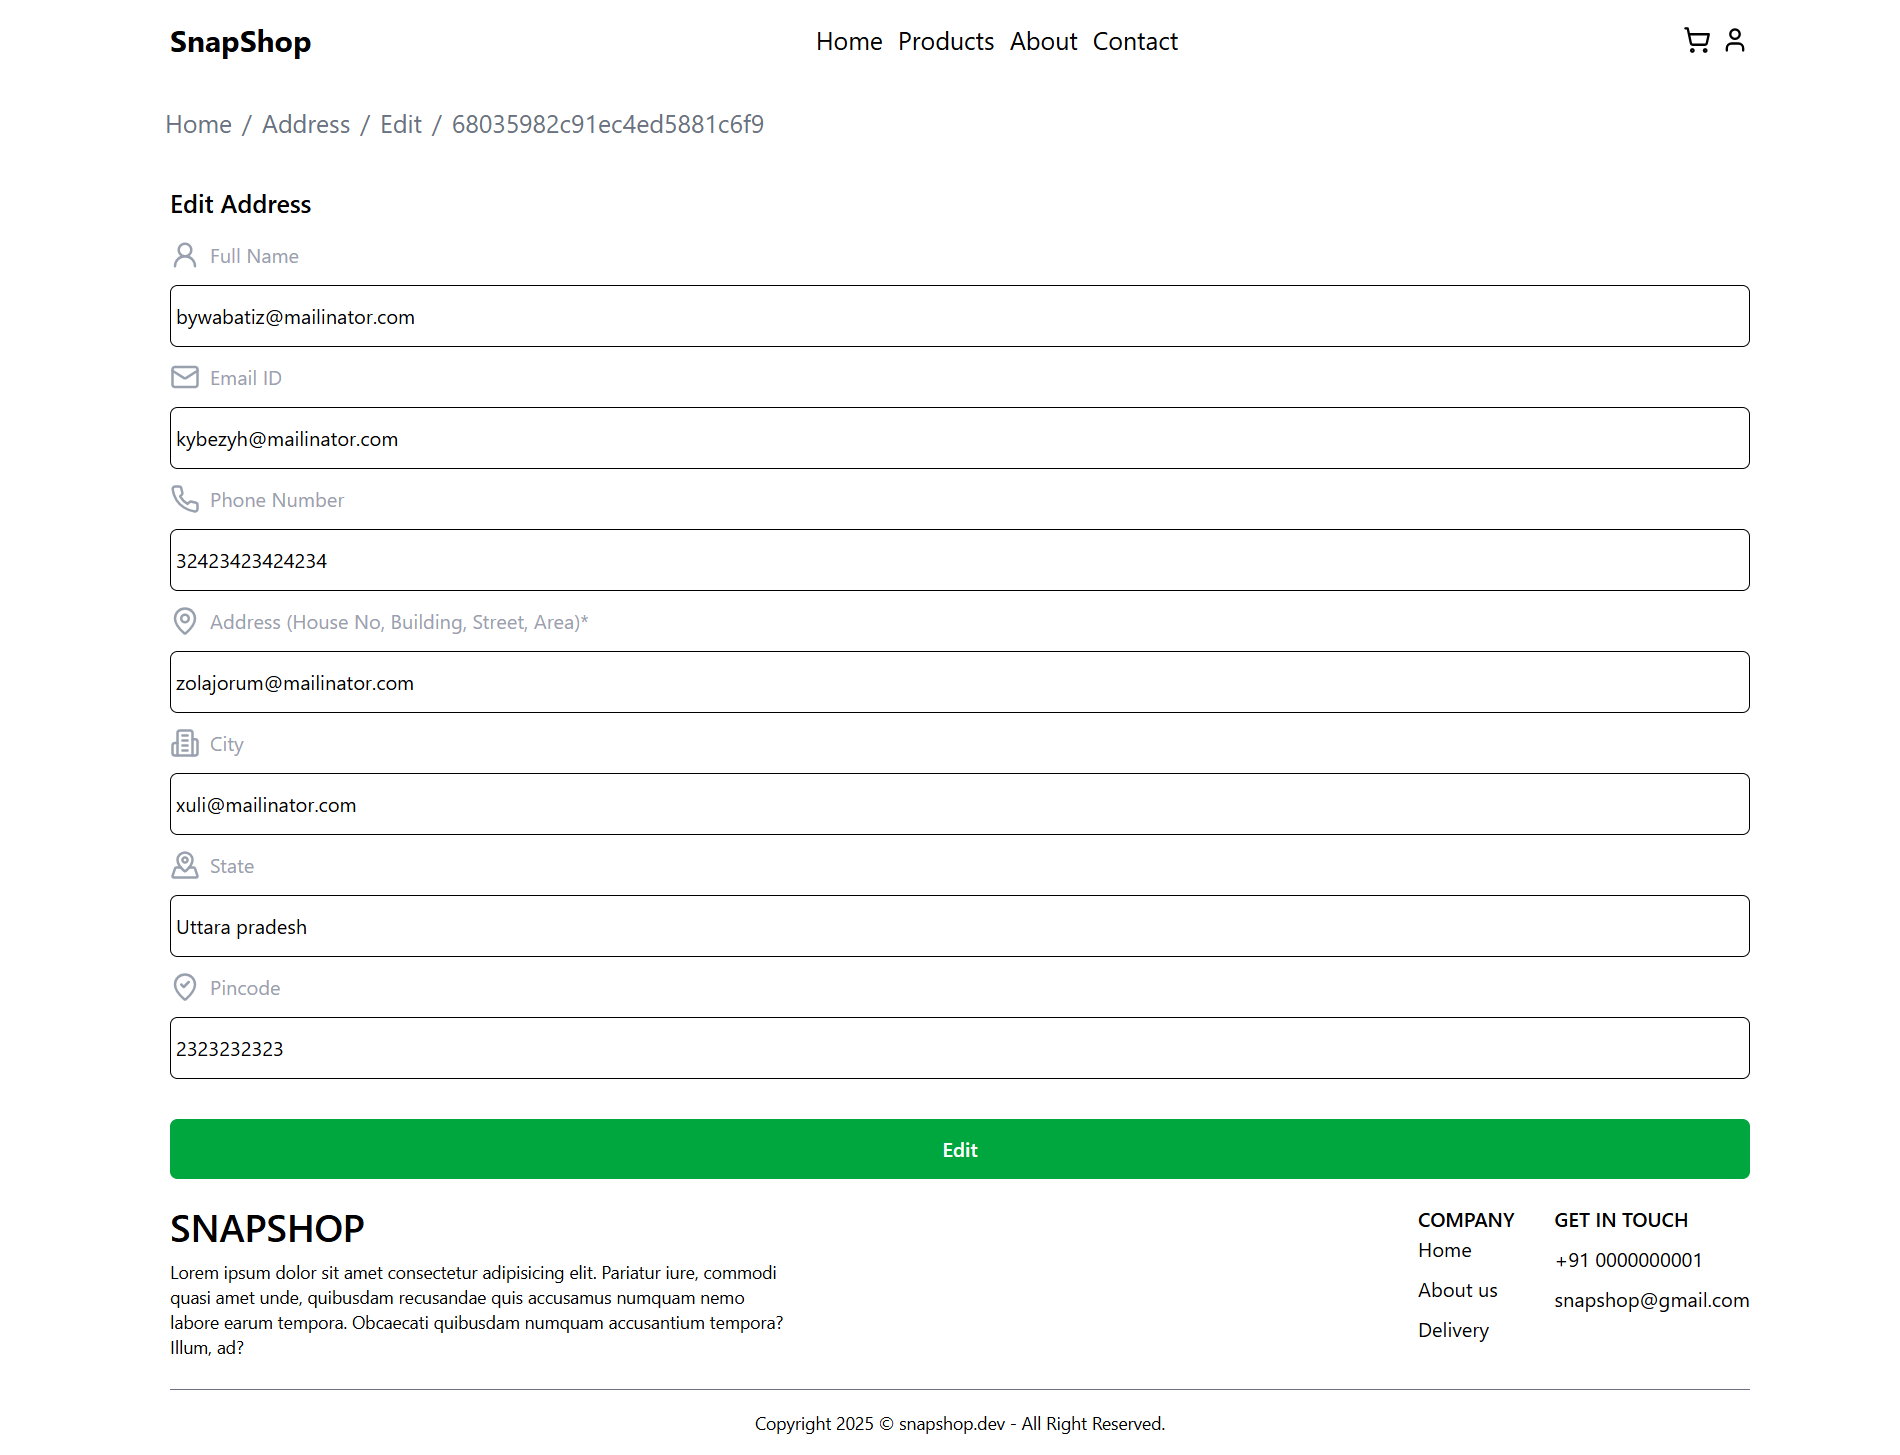 SnapShop
Home Products About Contact
Home / Address / Edit / 68035982c91ec4ed5881c6f9
Edit Address
Full Name
bywabatiz@mailinator.com
Email ID
kybezyh@mailinator.com
Phone Number
32423423424234
Address (House No, Building, Street, Area)*
zolajorum@mailinator.com
City
xuli@mailinator.com
State
Uttara pradesh
Pincode
2323232323
Edit
SNAPSHOP
Lorem ipsum dolor sit amet consectetur adipisicing elit. Pariatur iure, commodi
quasi amet unde, quibusdam recusandae quis accusamus numquam nemo
labore earum tempora. Obcaecati quibusdam numquam accusantium tempora?
Illum, ad?
COMPANY
Home
About us
Delivery
GET IN TOUCH
+91 0000000001
snapshop@gmail.com
Copyright 2025 © snapshop.dev - All Right Reserved.